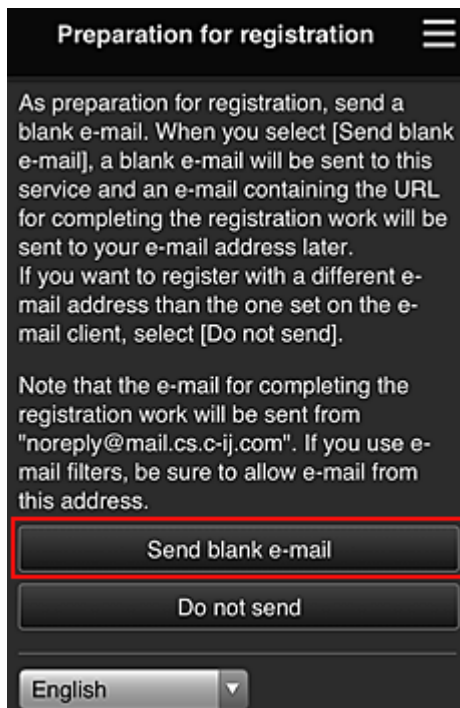 Preparation for registration
As preparation for registration, send a
blank e-mail. When you select [Send blank
e-mail], a blank e-mail will be sent to this
service and an e-mail containing the URL
for completing the registration work will be
sent to your e-mail address later.
If you want to register with a different e-
mail address than the one set on the e-
mail client, select [Do not send].
Note that the e-mail for completing the
registration work will be sent from
"noreply@mail.cs.c-ij.com". If you use e-
mail filters, be sure to allow e-mail from
this address.
Send blank e-mail
Do not send
English